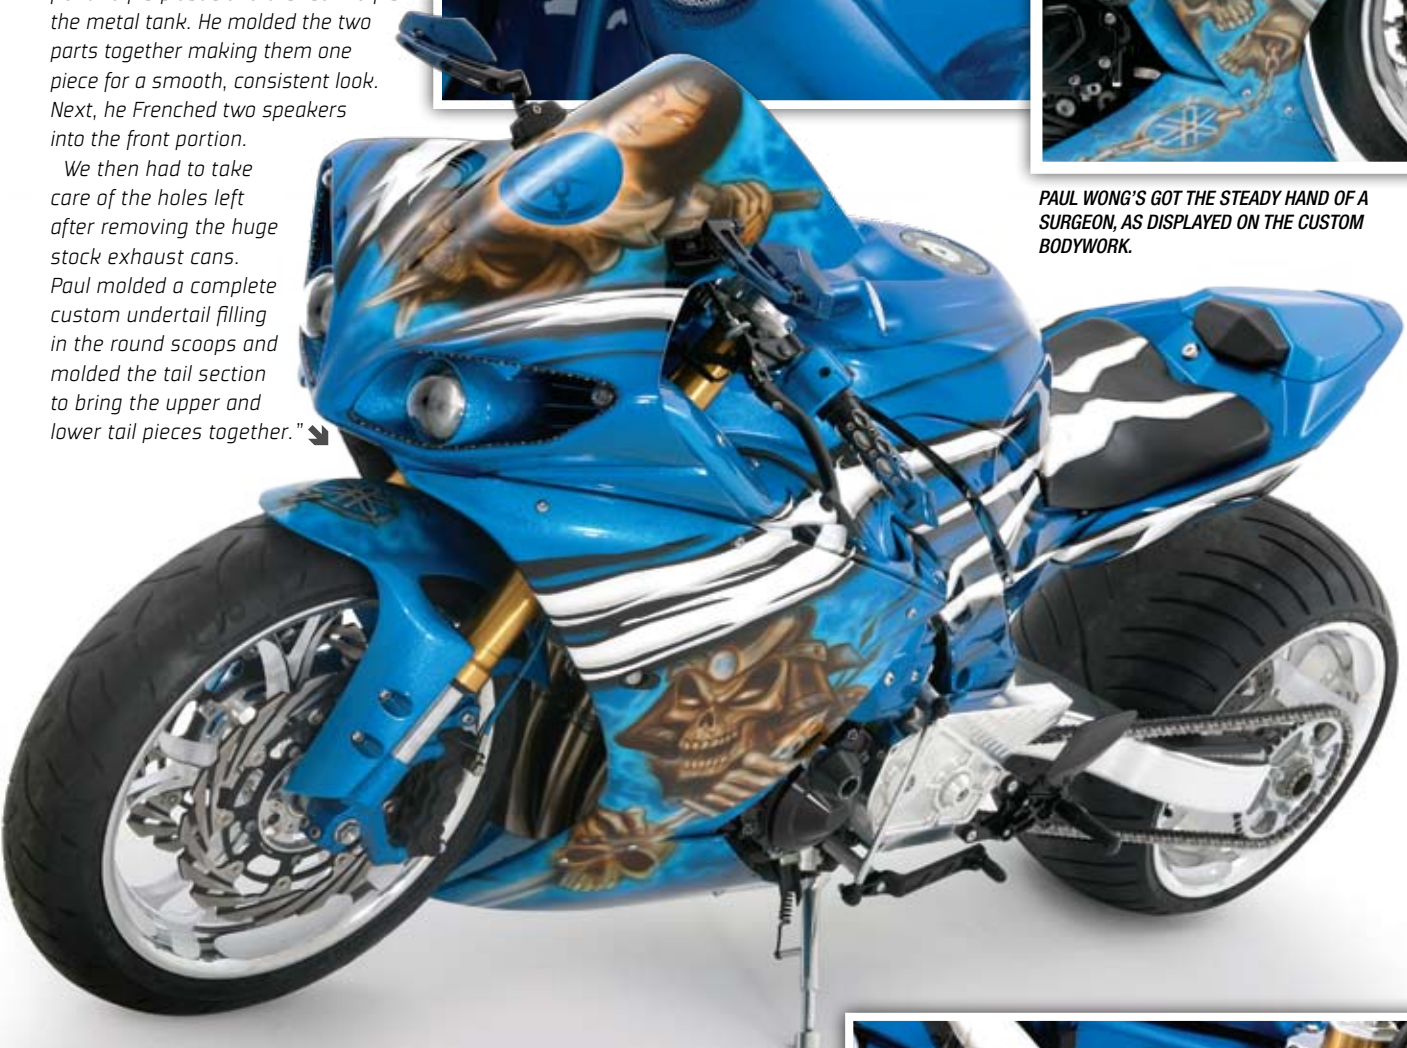 the metal tank. He molded the two
parts together making them one
piece for a smooth, consistent look.
Next, he Frenched two speakers
into the front portion.
We then had to take
care of the holes left
after removing the huge
stock exhaust cans.
Paul molded a complete
custom undertail filling
in the round scoops and
molded the tail section
to bring the upper and
lower tail pieces together."
PAUL WONG'S GOT THE STEADY HAND OF A
SURGEON, AS DISPLAYED ON THE CUSTOM
BODYWORK.